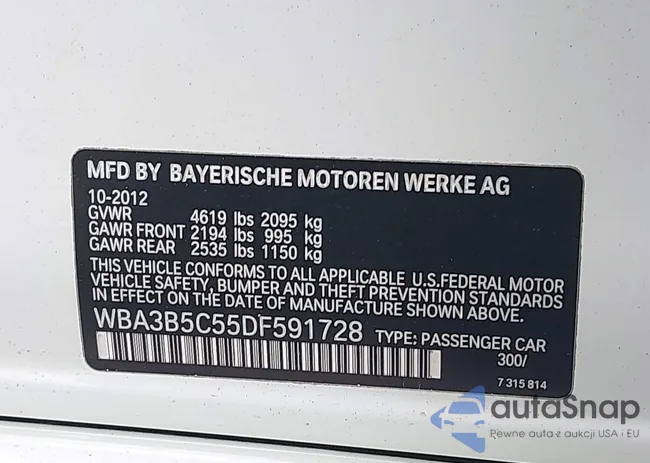 MFD BY BAYERISCHE MOTOREN WERKE AG
10-2012
GVWR 4619 lbs 2095 kg
GAWR FRONT 2194 lbs 995 kg
GAWR REAR 2535 lbs 1150 kg
THIS VEHICLE CONFORMS TO ALL APPLICABLE U.S.FEDERAL MOTOR
VEHICLE SAFETY, BUMPER AND THEFT PREVENTION STANDARDS
IN EFFECT ON THE DATE OF MANUFACTURE SHOWN ABOVE.
WBA3B5C55DF591728 TYPE: PASSENGER CAR
300/
7 315 814
autoSnap
Pewne auta z aukcji USA i EU